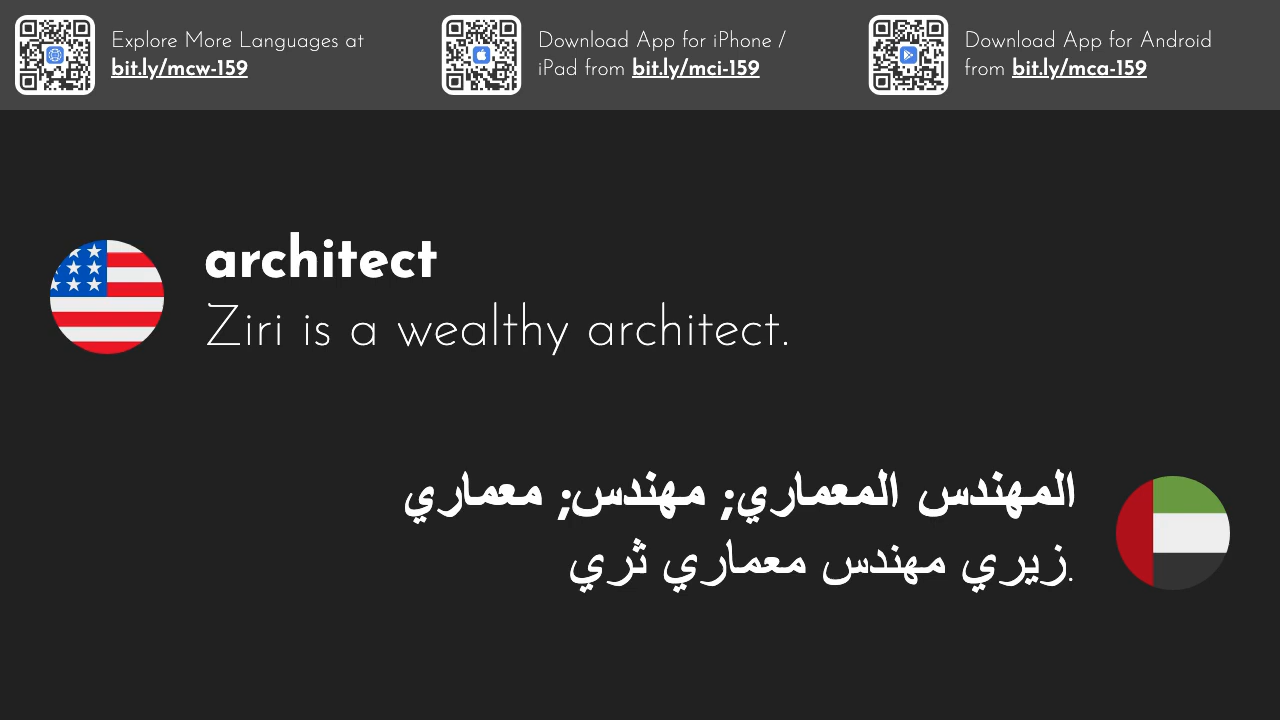 Explore More Languages at
bit.ly/mcw-159
Download App for iPhone /
iPad from bit.ly/mci-159
Download App for Android
from bit.ly/mca-159
architect
Ziri is a wealthy architect.
المهندس المعماري; مهندس; معماري
.زيري مهندس معماري ثري